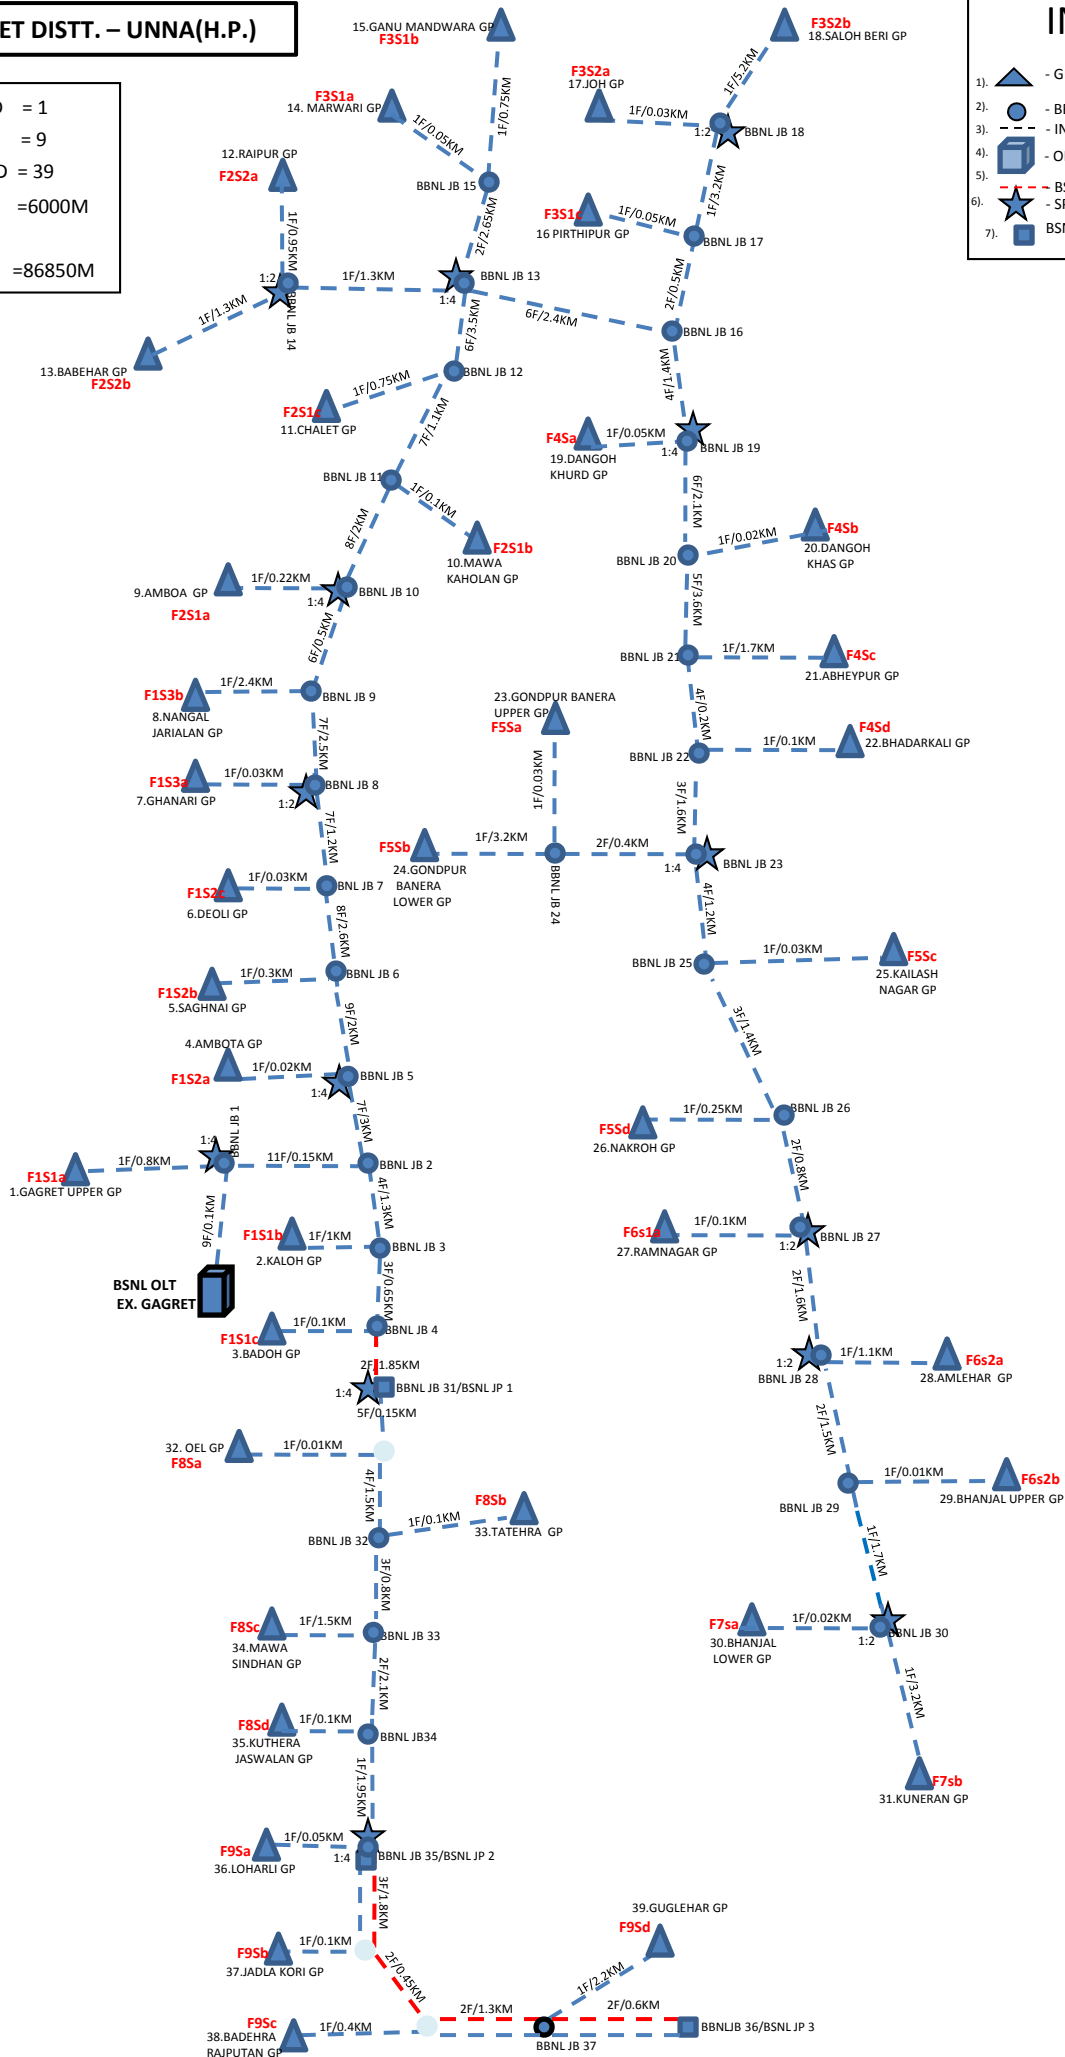 ET DISTT. – UNNA(H.P.)
= 1
= 9
D = 39
=6000M
=86850M
1).
- G
2).
- B
3).
- IN
4).
- O
5).
- BS
6).
- SP
7).
BSN
15.GANU MANDWARA GP
F3S1b
1F/0.75KM
F3S2b
18.SALOH BERI GP
1F/5.2KM
F3S2a
17.JOH GP
1F/0.03KM
1:2
BBNL JB 18
F3S1a
14. MARWARI GP
1F/0.05KM
BBNL JB 15
1F/3.2KM
12.RAIPUR GP
F2S2a
1F/0.95KM
2F/2.65KM
F3S1c
16 PIRTHIPUR GP
1F/0.05KM
BBNL JB 17
1:2
BBNL JB 14
1F/1.3KM
BBNL JB 13
1:4
2F/0.5KM
1F/1.3KM
13.BABEHAR GP
F2S2b
6F/2.4KM
BBNL JB 16
6F/3.5KM
BBNL JB 12
1F/0.75KM
F2S1c
11.CHALET GP
4F/1.4KM
7F/1.1KM
F4Sa
1F/0.05KM
1:4
BBNL JB 19
19.DANGOH
KHURD GP
BBNL JB 11
1F/0.1KM
F2S1b
10.MAWA
KAHOLAN GP
8F/2KM
6F/2.1KM
BBNL JB 20
1F/0.02KM
F4Sb
20.DANGOH
KHAS GP
1F/0.22KM
9.AMBOA GP
F2S1a
1:4
BBNL JB 10
5F/3.6KM
6F/0.5KM
BBNL JB 21
1F/1.7KM
F4Sc
21.ABHEYPUR GP
1F/2.4KM
F1S3b
8.NANGAL
JARIALAN GP
BBNL JB 9
23.GONDPUR BANERA
UPPER GP
F5Sa
4F/0.2KM
7F/2.5KM
F4Sd
1F/0.1KM
22.BHADARKALI GP
BBNL JB 22
1F/0.03KM
F1S3a
7.GHANARI GP
1:2
BBNL JB 8
1F/0.03KM
3F/1.6KM
7F/1.2KM
F5Sb
1F/3.2KM
2F/0.4KM
1:4
BBNL JB 23
24.GONDPUR
BANERA
LOWER GP
BBNL JB 24
1F/0.03KM
F1S2c
6.DEOLI GP
BNL JB 7
4F/1.2KM
8F/2.6KM
BBNL JB 25
1F/0.03KM
F5Sc
25.KAILASH
NAGAR GP
1F/0.3KM
F1S2b
5.SAGHNAI GP
BBNL JB 6
3F/1.4KM
9F/2KM
4.AMBOTA GP
1F/0.02KM
F1S2a
1:4
BBNL JB 5
1F/0.25KM
F5Sd
26.NAKROH GP
BBNL JB 26
7F/3KM
BBNL JB 1
1:4
1F/0.8KM
F1S1a
1.GAGRET UPPER GP
11F/0.15KM
BBNL JB 2
2F/0.8KM
9F/0.1KM
4F/1.3KM
F1S1b
1F/1KM
2.KALOH GP
BBNL JB 3
1F/0.1KM
F6s1a
27.RAMNAGAR GP
1:2
BBNL JB 27
BSNL OLT
EX. GAGRET
3F/0.65KM
2F/1.6KM
F1S1c
1F/0.1KM
3.BADOH GP
BBNL JB 4
1:2
BBNL JB 28
1F/1.1KM
F6s2a
28.AMLEHAR GP
2F/1.85KM
1:4
BBNL JB 31/BSNL JP 1
5F/0.15KM
2F/1.5KM
32. OEL GP
F8Sa
1F/0.01KM
4F/1.5KM
BBNL JB 29
1F/0.01KM
F6s2b
29.BHANJAL UPPER GP
F8Sb
1F/0.1KM
33.TATEHRA GP
BBNL JB 32
1F/1.7KM
3F/0.8KM
F8Sc
1F/1.5KM
34.MAWA
SINDHAN GP
BBNL JB 33
F7sa
1F/0.02KM
30.BHANJAL
LOWER GP
1:2
BBNL JB 30
2F/2.1KM
1F/3.2KM
F8Sd
1F/0.1KM
35.KUTHERA
JASWALAN GP
BBNL JB34
F7sb
31.KUNERAN GP
1F/1.95KM
F9Sa
1F/0.05KM
36.LOHARLI GP
1:4
BBNL JB 35/BSNL JP 2
3F/1.8KM
39.GUGLEHAR GP
F9Sd
F9Sb
1F/0.1KM
37.JADLA KORI GP
2F/0.45KM
1F/2.2KM
F9Sc
1F/0.4KM
38.BADEHRA
RAJPUTAN GP
2F/1.3KM
2F/0.6KM
BBNL JB 37
BBNLJB 36/BSNL JP 3